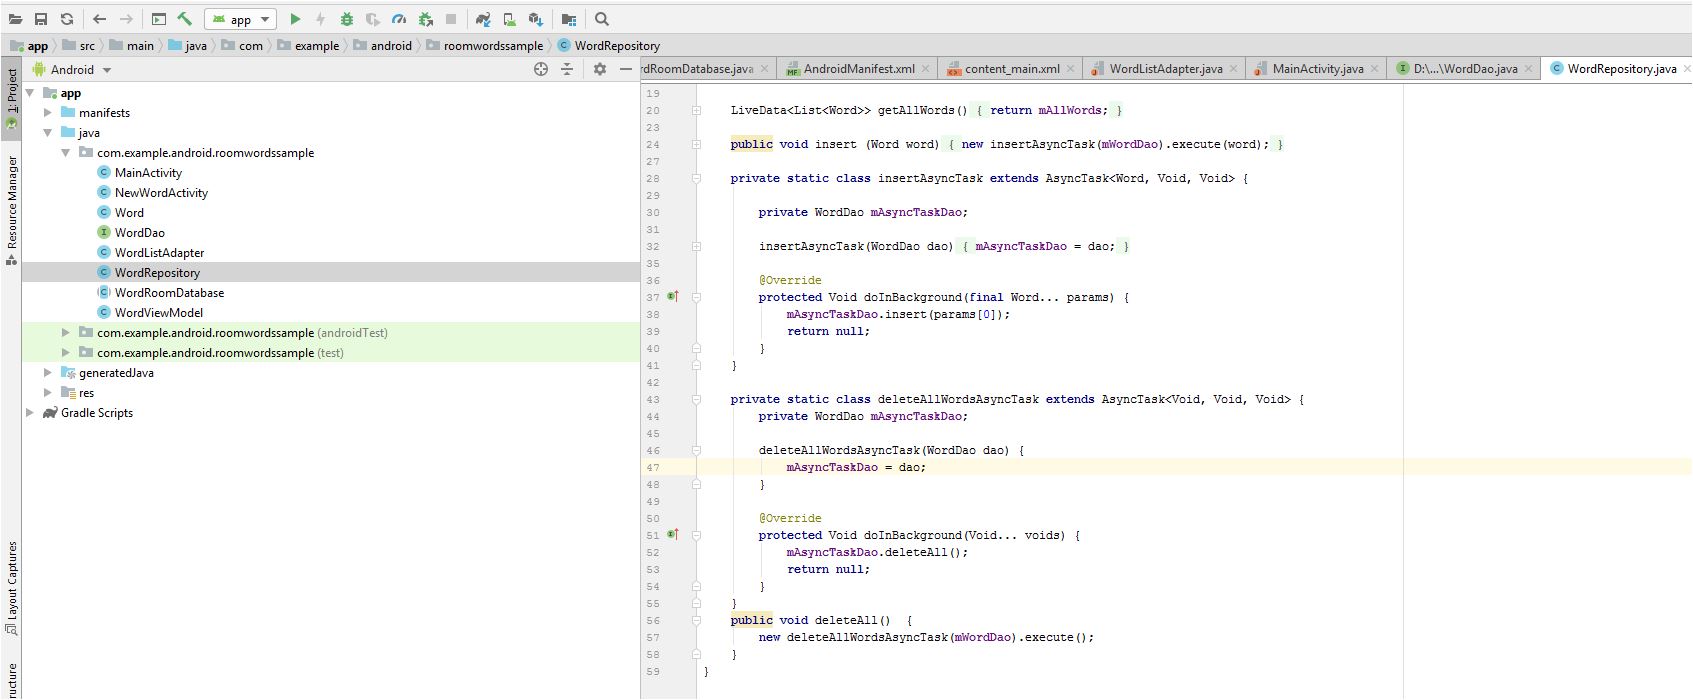 app
app src main java com example android roomwordssample WordRepository
1: Project
Resource Manager
Layout Captures
ructure
Android
app
manifests
java
com.example.android.roomwordssample
MainActivity
NewWordActivity
Word
WordDao
WordListAdapter
WordRepository
WordRoomDatabase
WordViewModel
com.example.android.roomwordssample (androidTest)
com.example.android.roomwordssample (test)
generatedJava
res
Gradle Scripts
rdRoomDatabase.java AndroidManifest.xml content_main.xml WordListAdapter.java MainActivity.java D:\...\WordDao.java WordRepository.java
19
20 LiveData<List<Word>> getAllWords() { return mAllWords; }
23
24 public void insert (Word word) { new insertAsyncTask(mWordDao).execute(word); }
27
28 private static class insertAsyncTask extends AsyncTask<Word, Void, Void> {
29
30 private WordDao mAsyncTaskDao;
31
32 insertAsyncTask(WordDao dao) { mAsyncTaskDao = dao; }
35
36 @Override
37 protected Void doInBackground(final Word... params) {
38 mAsyncTaskDao.insert(params[0]);
39 return null;
40 }
41 }
42
43 private static class deleteAllWordsAsyncTask extends AsyncTask<Void, Void, Void> {
44 private WordDao mAsyncTaskDao;
45
46 deleteAllWordsAsyncTask(WordDao dao) {
47 mAsyncTaskDao = dao;
48 }
49
50 @Override
51 protected Void doInBackground(Void... voids) {
52 mAsyncTaskDao.deleteAll();
53 return null;
54 }
55 }
56 public void deleteAll() {
57 new deleteAllWordsAsyncTask(mWordDao).execute();
58 }
59 }